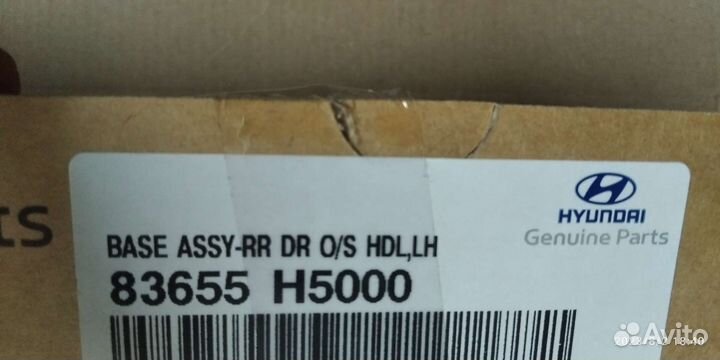 HYUNDAI
Genuine Parts
BASE ASSY-RR DR O/S HDL,LH
83655 H5000
Avito